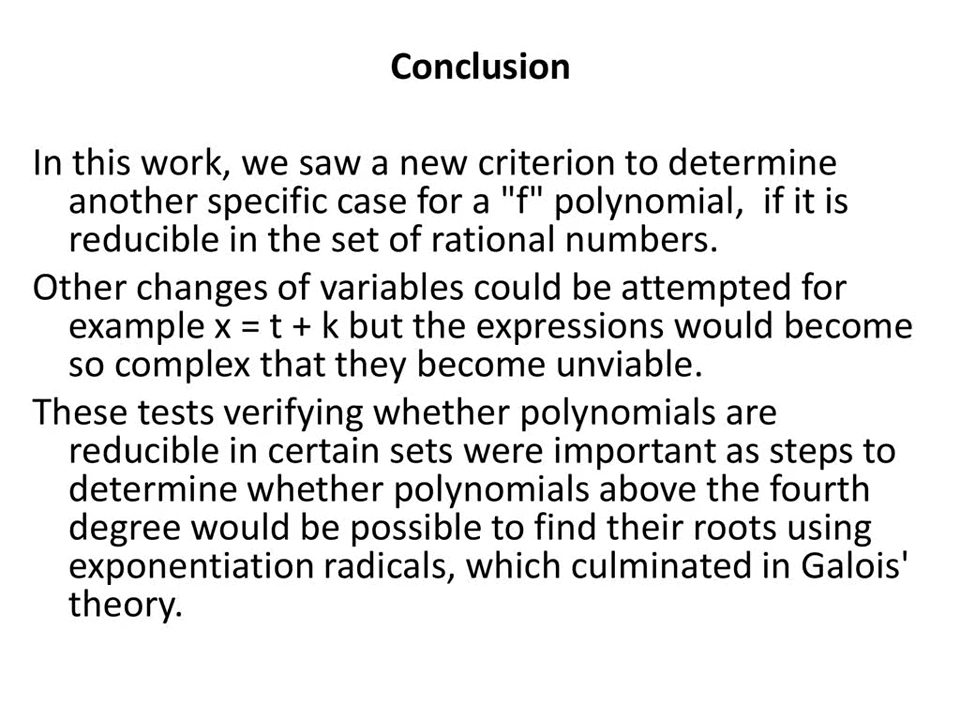 Conclusion
In this work, we saw a new criterion to determine
another specific case for a "f" polynomial,  if it is
reducible in the set of rational numbers.
Other changes of variables could be attempted for
example x = t + k but the expressions would become
so complex that they become unviable.
These tests verifying whether polynomials are
reducible in certain sets were important as steps to
determine whether polynomials above the fourth
degree would be possible to find their roots using
exponentiation radicals, which culminated in Galois'
theory.